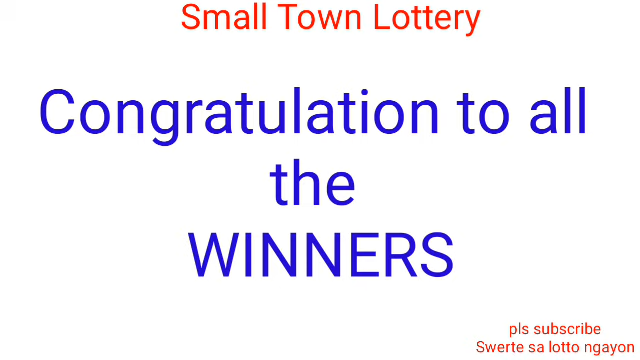 Small Town Lottery
Congratulation to all
the
WINNERS
pls subscribe
Swerte sa lotto ngayon